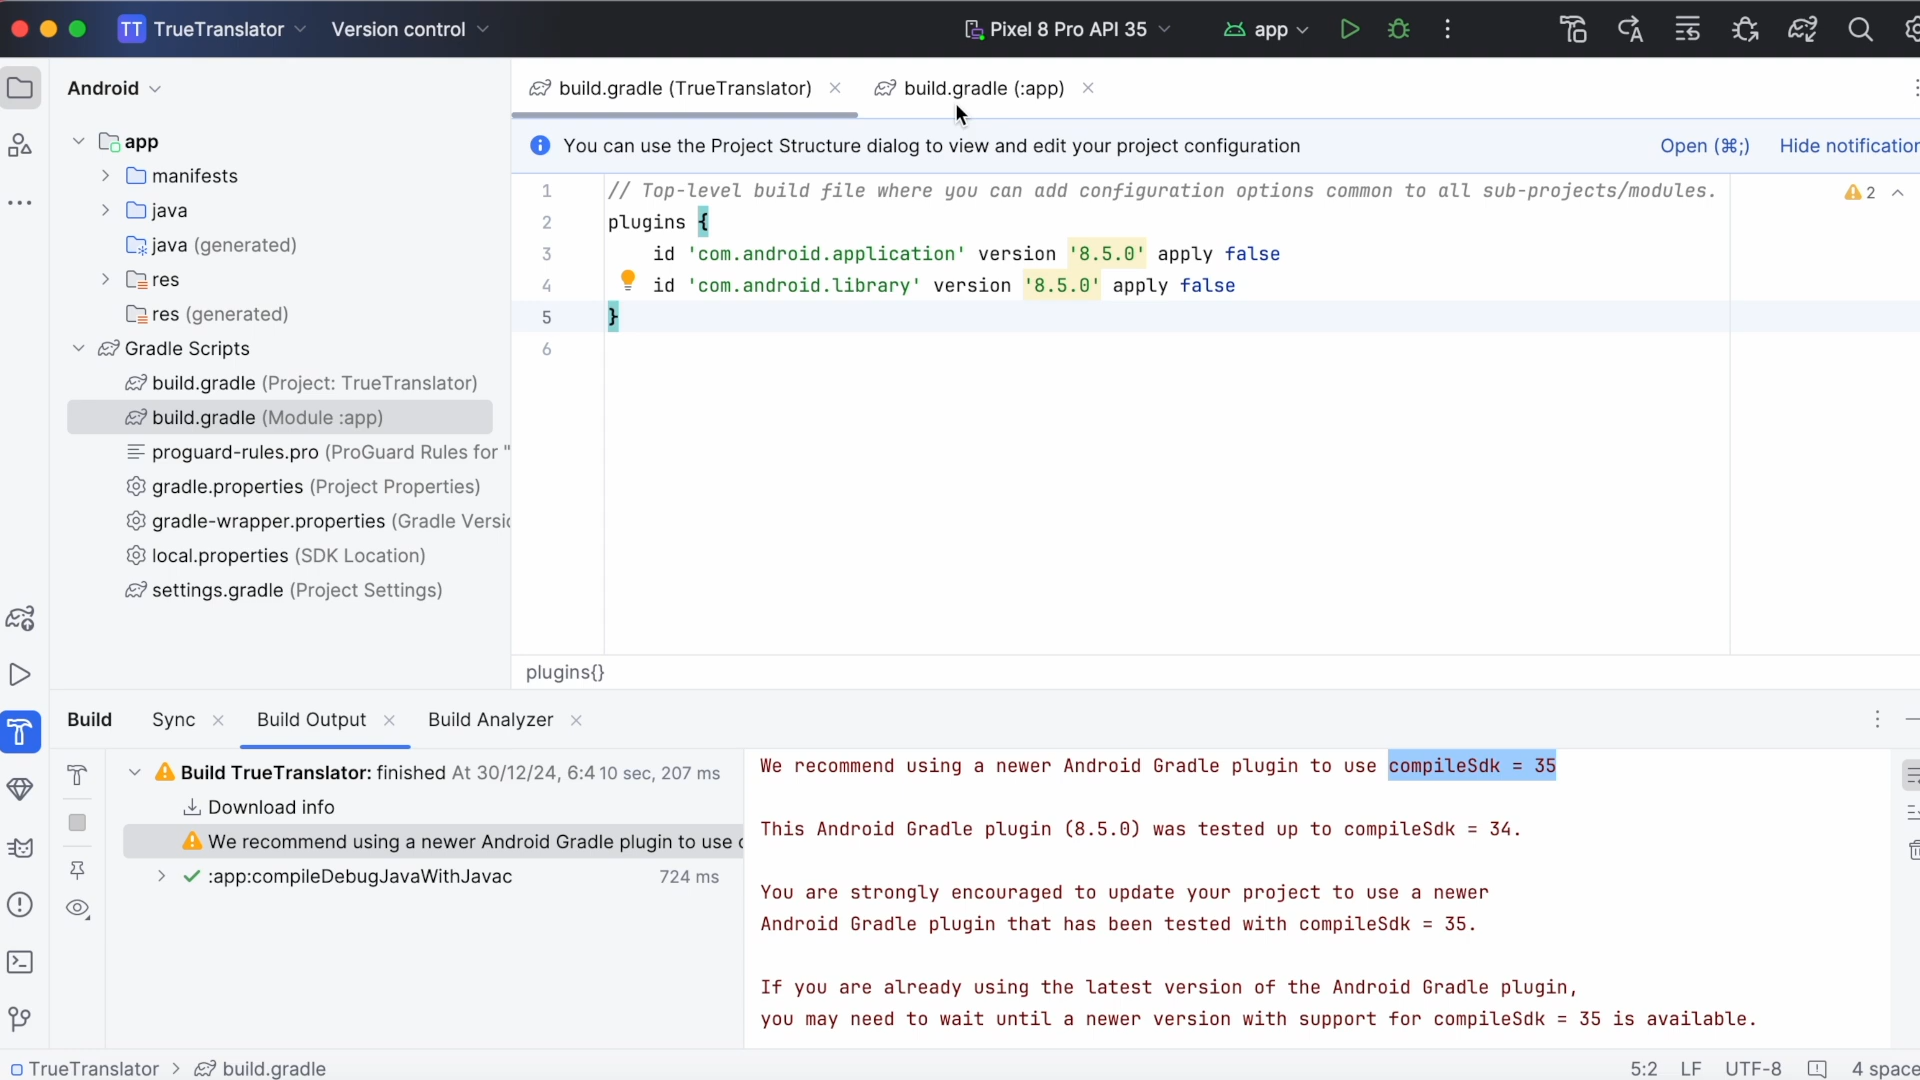 TT TrueTranslator Version control Pixel 8 Pro API 35 app
Android
build.gradle (TrueTranslator) build.gradle (:app)
app
manifests
java
java (generated)
res
res (generated)
Gradle Scripts
build.gradle (Project: TrueTranslator)
build.gradle (Module :app)
proguard-rules.pro (ProGuard Rules for "
gradle.properties (Project Properties)
gradle-wrapper.properties (Gradle Versio
local.properties (SDK Location)
settings.gradle (Project Settings)
You can use the Project Structure dialog to view and edit your project configuration Open (⌘;) Hide notification
1 // Top-level build file where you can add configuration options common to all sub-projects/modules. 2
2 plugins {
3 id 'com.android.application' version '8.5.0' apply false
4 id 'com.android.library' version '8.5.0' apply false
5 }
6
plugins{}
Build Sync Build Output Build Analyzer
Build TrueTranslator: finished At 30/12/24, 6:4 10 sec, 207 ms
Download info
We recommend using a newer Android Gradle plugin to use c
:app:compileDebugJavaWithJavac 724 ms
We recommend using a newer Android Gradle plugin to use compileSdk = 35
This Android Gradle plugin (8.5.0) was tested up to compileSdk = 34.
You are strongly encouraged to update your project to use a newer
Android Gradle plugin that has been tested with compileSdk = 35.
If you are already using the latest version of the Android Gradle plugin,
you may need to wait until a newer version with support for compileSdk = 35 is available.
TrueTranslator > build.gradle 5:2 LF UTF-8 4 space